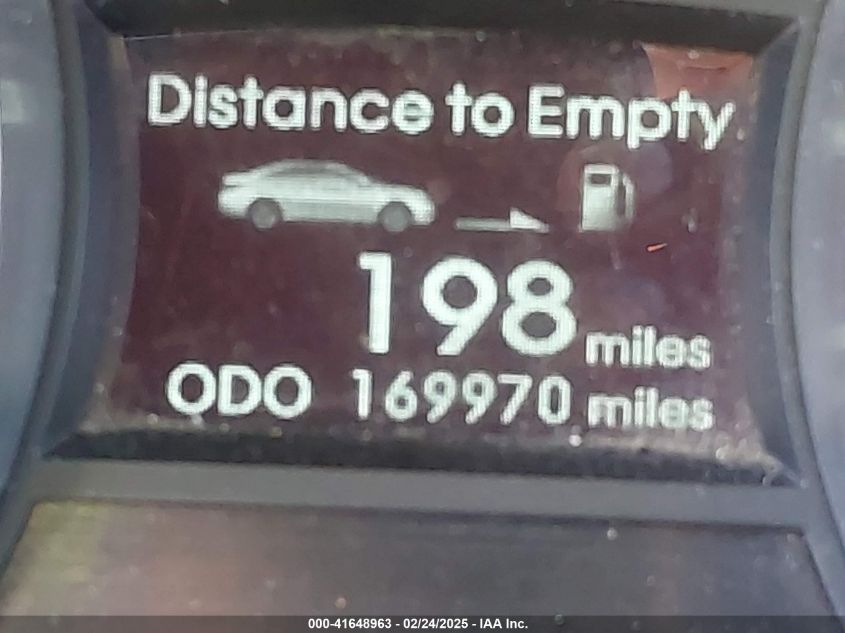 Distance to Empty
198 miles
ODO 169970 miles
000-41648963 - 02/24/2025 - IAA Inc.